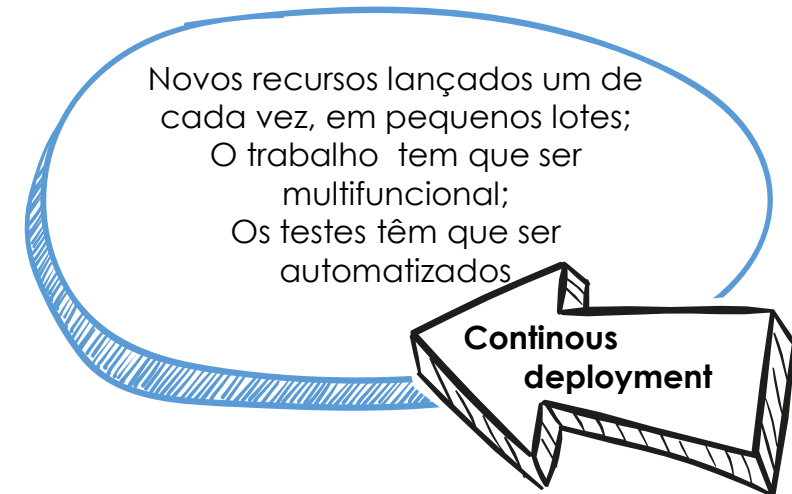 Novos recursos lançados um de
cada vez, em pequenos lotes;
O trabalho tem que ser
multifuncional;
Os testes têm que ser
automatizados
Continous
deployment